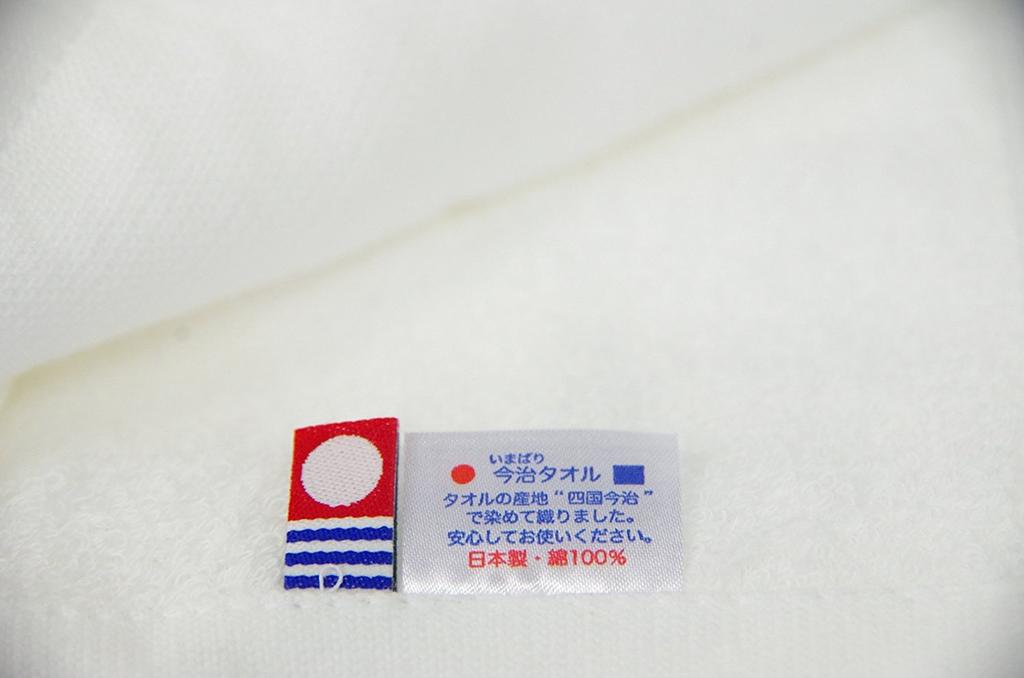 いまばり
今治タオル
タオルの産地“四国今治”
で染めて織りました。
安心してお使いください。
日本製・綿100%